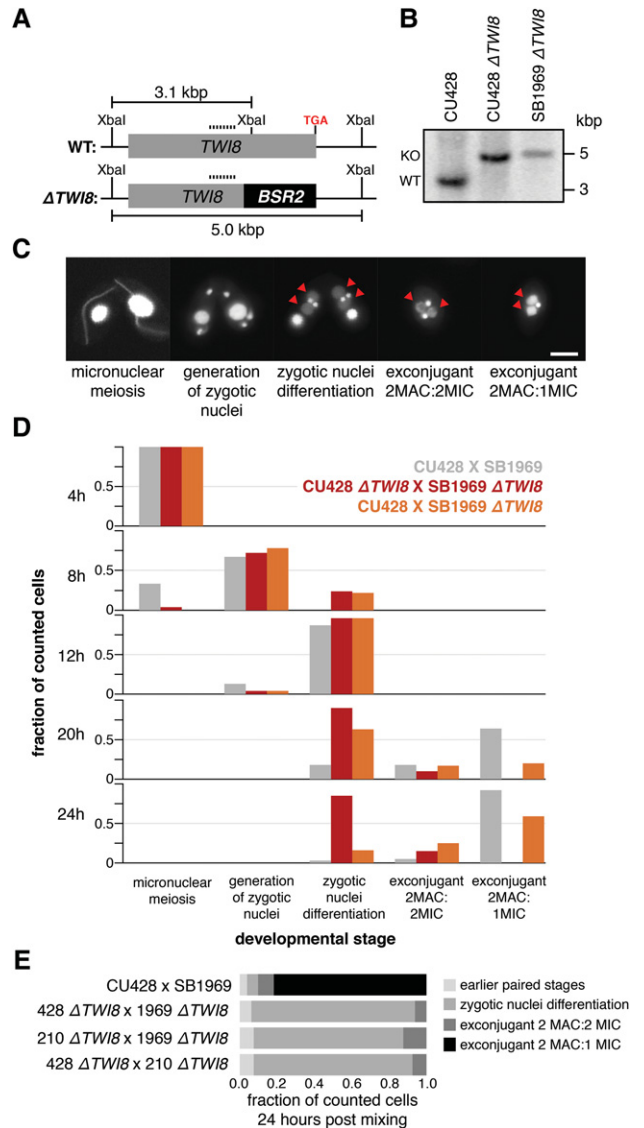 A
3.1 kbp
XbaI XbaI TGA XbaI
WT: TWI8
XbaI XbaI
ΔTWI8: TWI8 BSR2
5.0 kbp
B
CU428
CU428 ΔTWI8
SB1969 ΔTWI8
kbp
KO 5
WT 3
C
micronuclear meiosis
generation of zygotic nuclei
zygotic nuclei differentiation
exconjugant 2MAC:2MIC
exconjugant 2MAC:1MIC
D
CU428 X SB1969
CU428 ΔTWI8 X SB1969 ΔTWI8
CU428 X SB1969 ΔTWI8
4h 0.5 0
8h 0.5 0
12h 0.5 0
20h 0.5 0
24h 0.5 0
fraction of counted cells
micronuclear meiosis
generation of zygotic nuclei
zygotic nuclei differentiation
exconjugant 2MAC: 2MIC
exconjugant 2MAC: 1MIC
developmental stage
E
CU428 x SB1969
428 ΔTWI8 x 1969 ΔTWI8
210 ΔTWI8 x 1969 ΔTWI8
428 ΔTWI8 x 210 ΔTWI8
0.0 0.2 0.4 0.6 0.8 1.0
fraction of counted cells
24 hours post mixing
earlier paired stages
zygotic nuclei differentiation
exconjugant 2 MAC:2 MIC
exconjugant 2 MAC:1 MIC